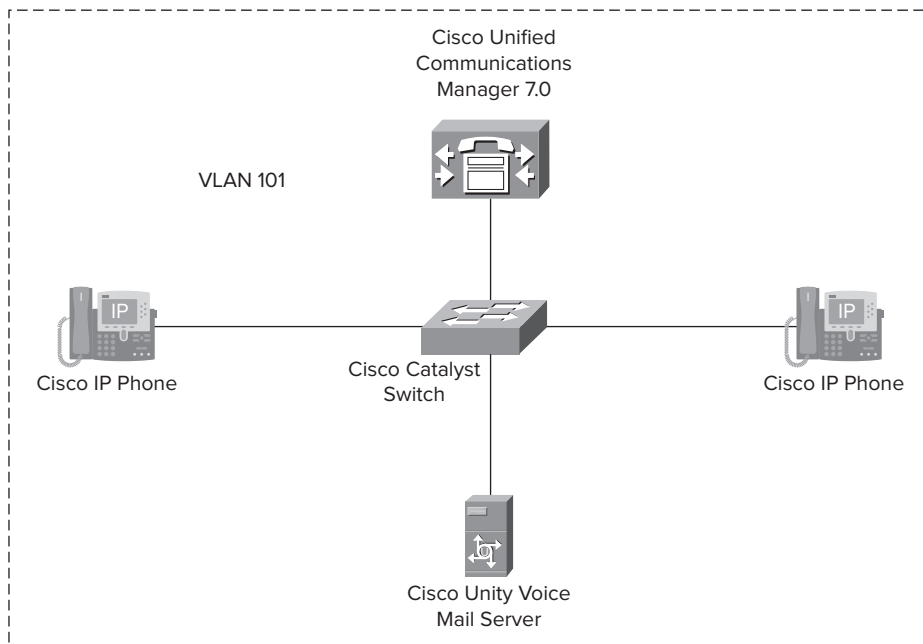 Cisco Unified
Communications
Manager 7.0
VLAN 101
IP
IP
Cisco IP Phone
Cisco Catalyst
Switch
Cisco IP Phone
Cisco Unity Voice
Mail Server